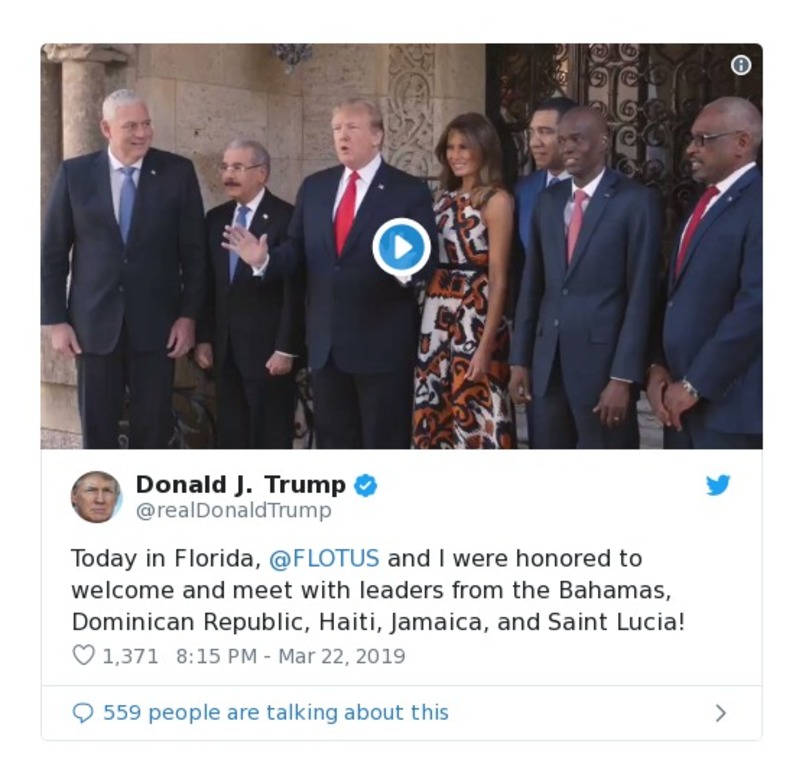 Donald J. Trump
@realDonaldTrump
Today in Florida, @FLOTUS and I were honored to
welcome and meet with leaders from the Bahamas,
Dominican Republic, Haiti, Jamaica, and Saint Lucia!
1,371 8:15 PM - Mar 22, 2019
559 people are talking about this